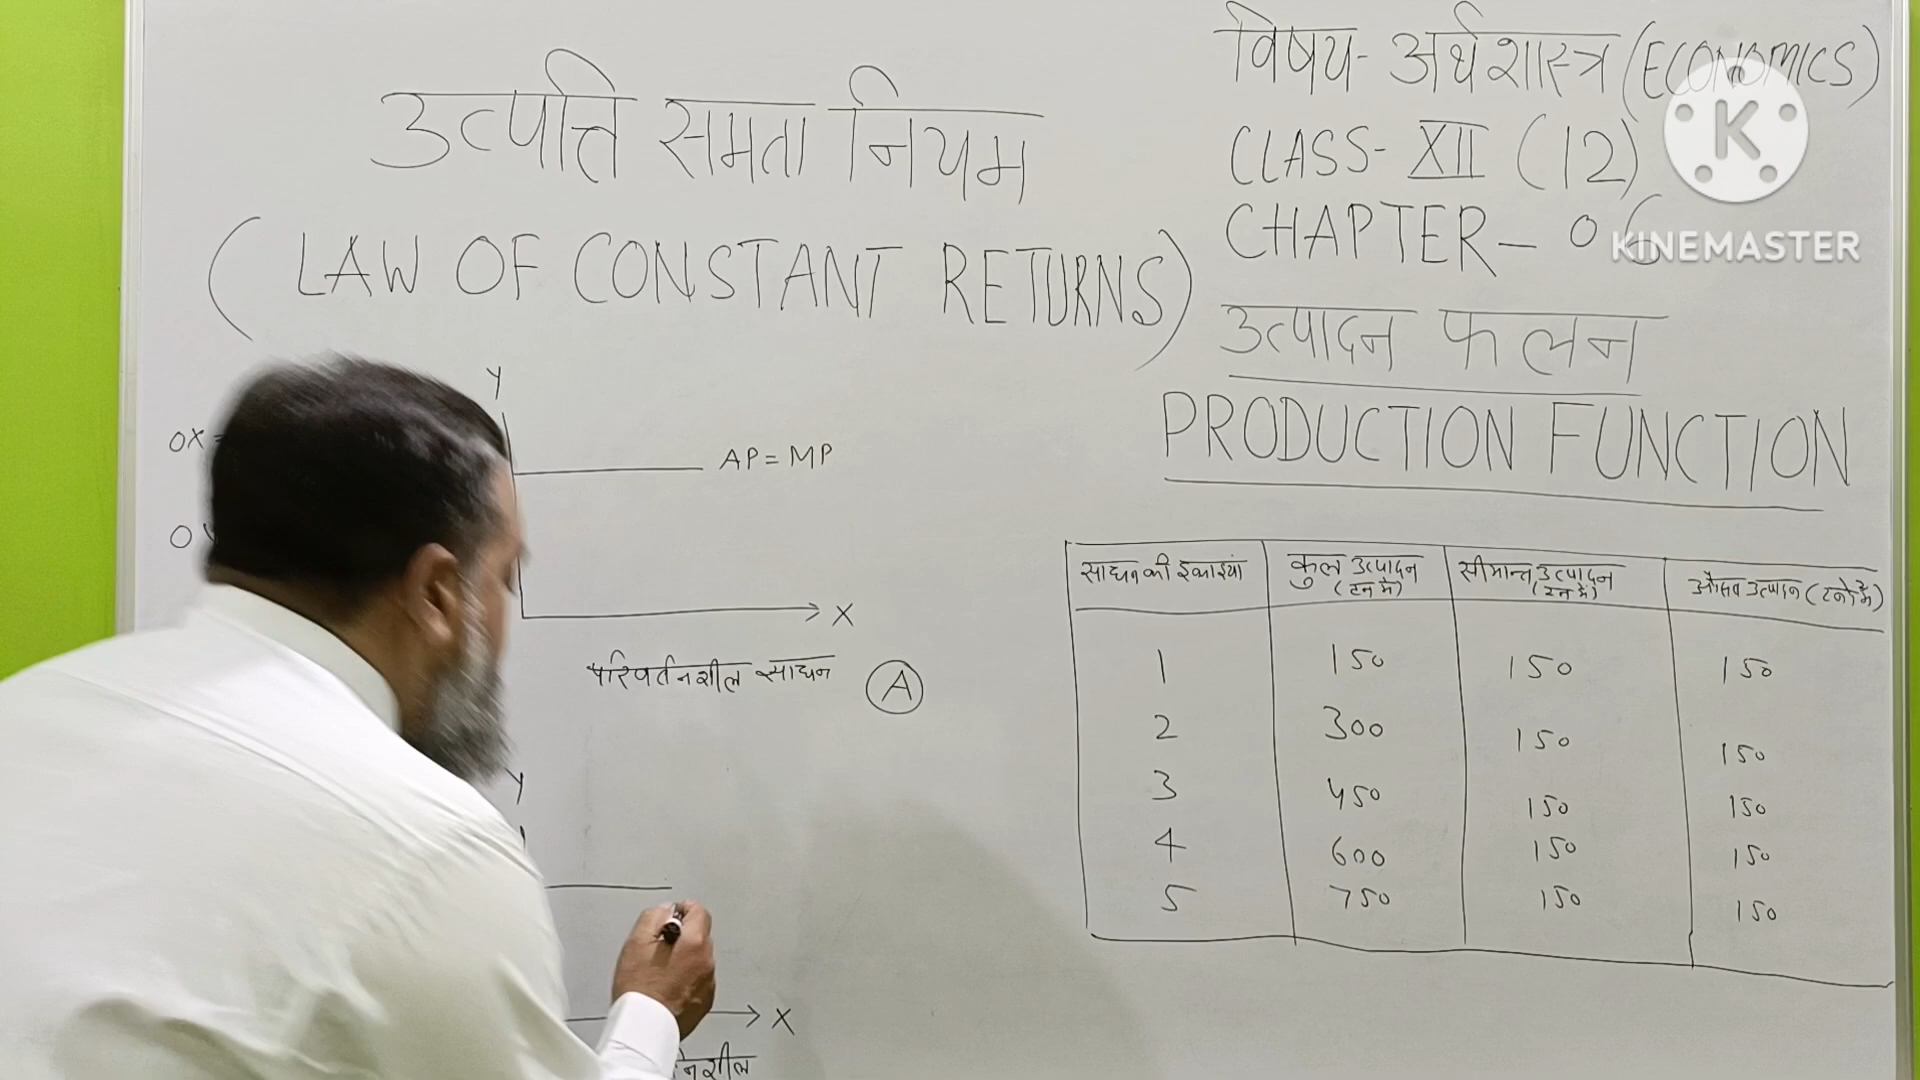 उत्पत्ति समता नियम
(LAW OF CONSTANT RETURNS)
विषय- अर्थशास्त्र (ECONOMICS)
CLASS- XII (12)
CHAPTER- 06
उत्पादन फलन
PRODUCTION FUNCTION
K
KINEMASTER
Y
OX =
AP = MP
O
X
परिवर्तनशील साधन
A
Y
X
नशील
साधन की इकाइयां कुल उत्पादन (टन में) सीमान्त उत्पादन (टन में) औसत उत्पादन (टनों में)
1 150 150 150
2 300 150 150
3 450 150 150
4 600 150 150
5 750 150 150